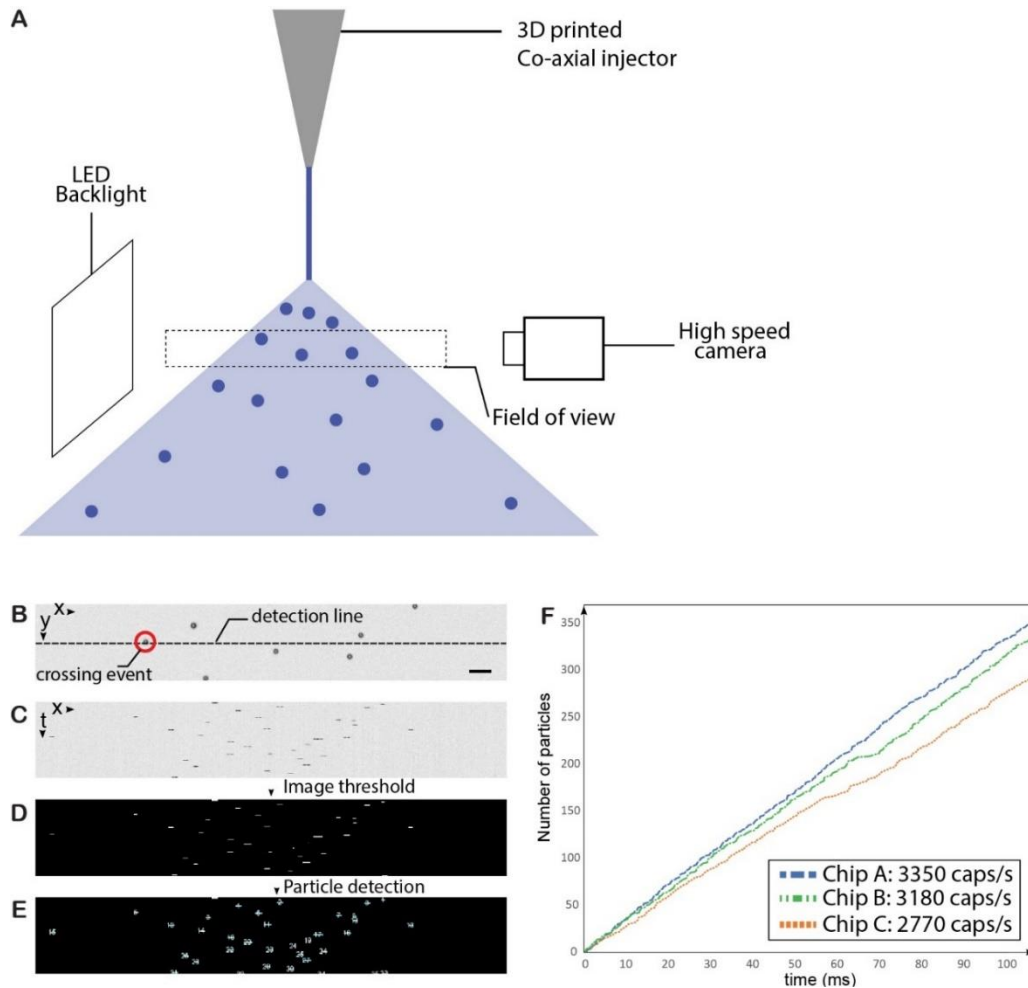 A
3D printed
Co-axial injector
LED
Backlight
High speed
camera
Field of view
B
x
y
detection line
crossing event
C
x
t
Image threshold
D
Particle detection
E
F
Number of particles
350
300
250
200
150
100
50
0
0 10 20 30 40 50 60 70 80 90 100
time (ms)
Chip A: 3350 caps/s
Chip B: 3180 caps/s
Chip C: 2770 caps/s